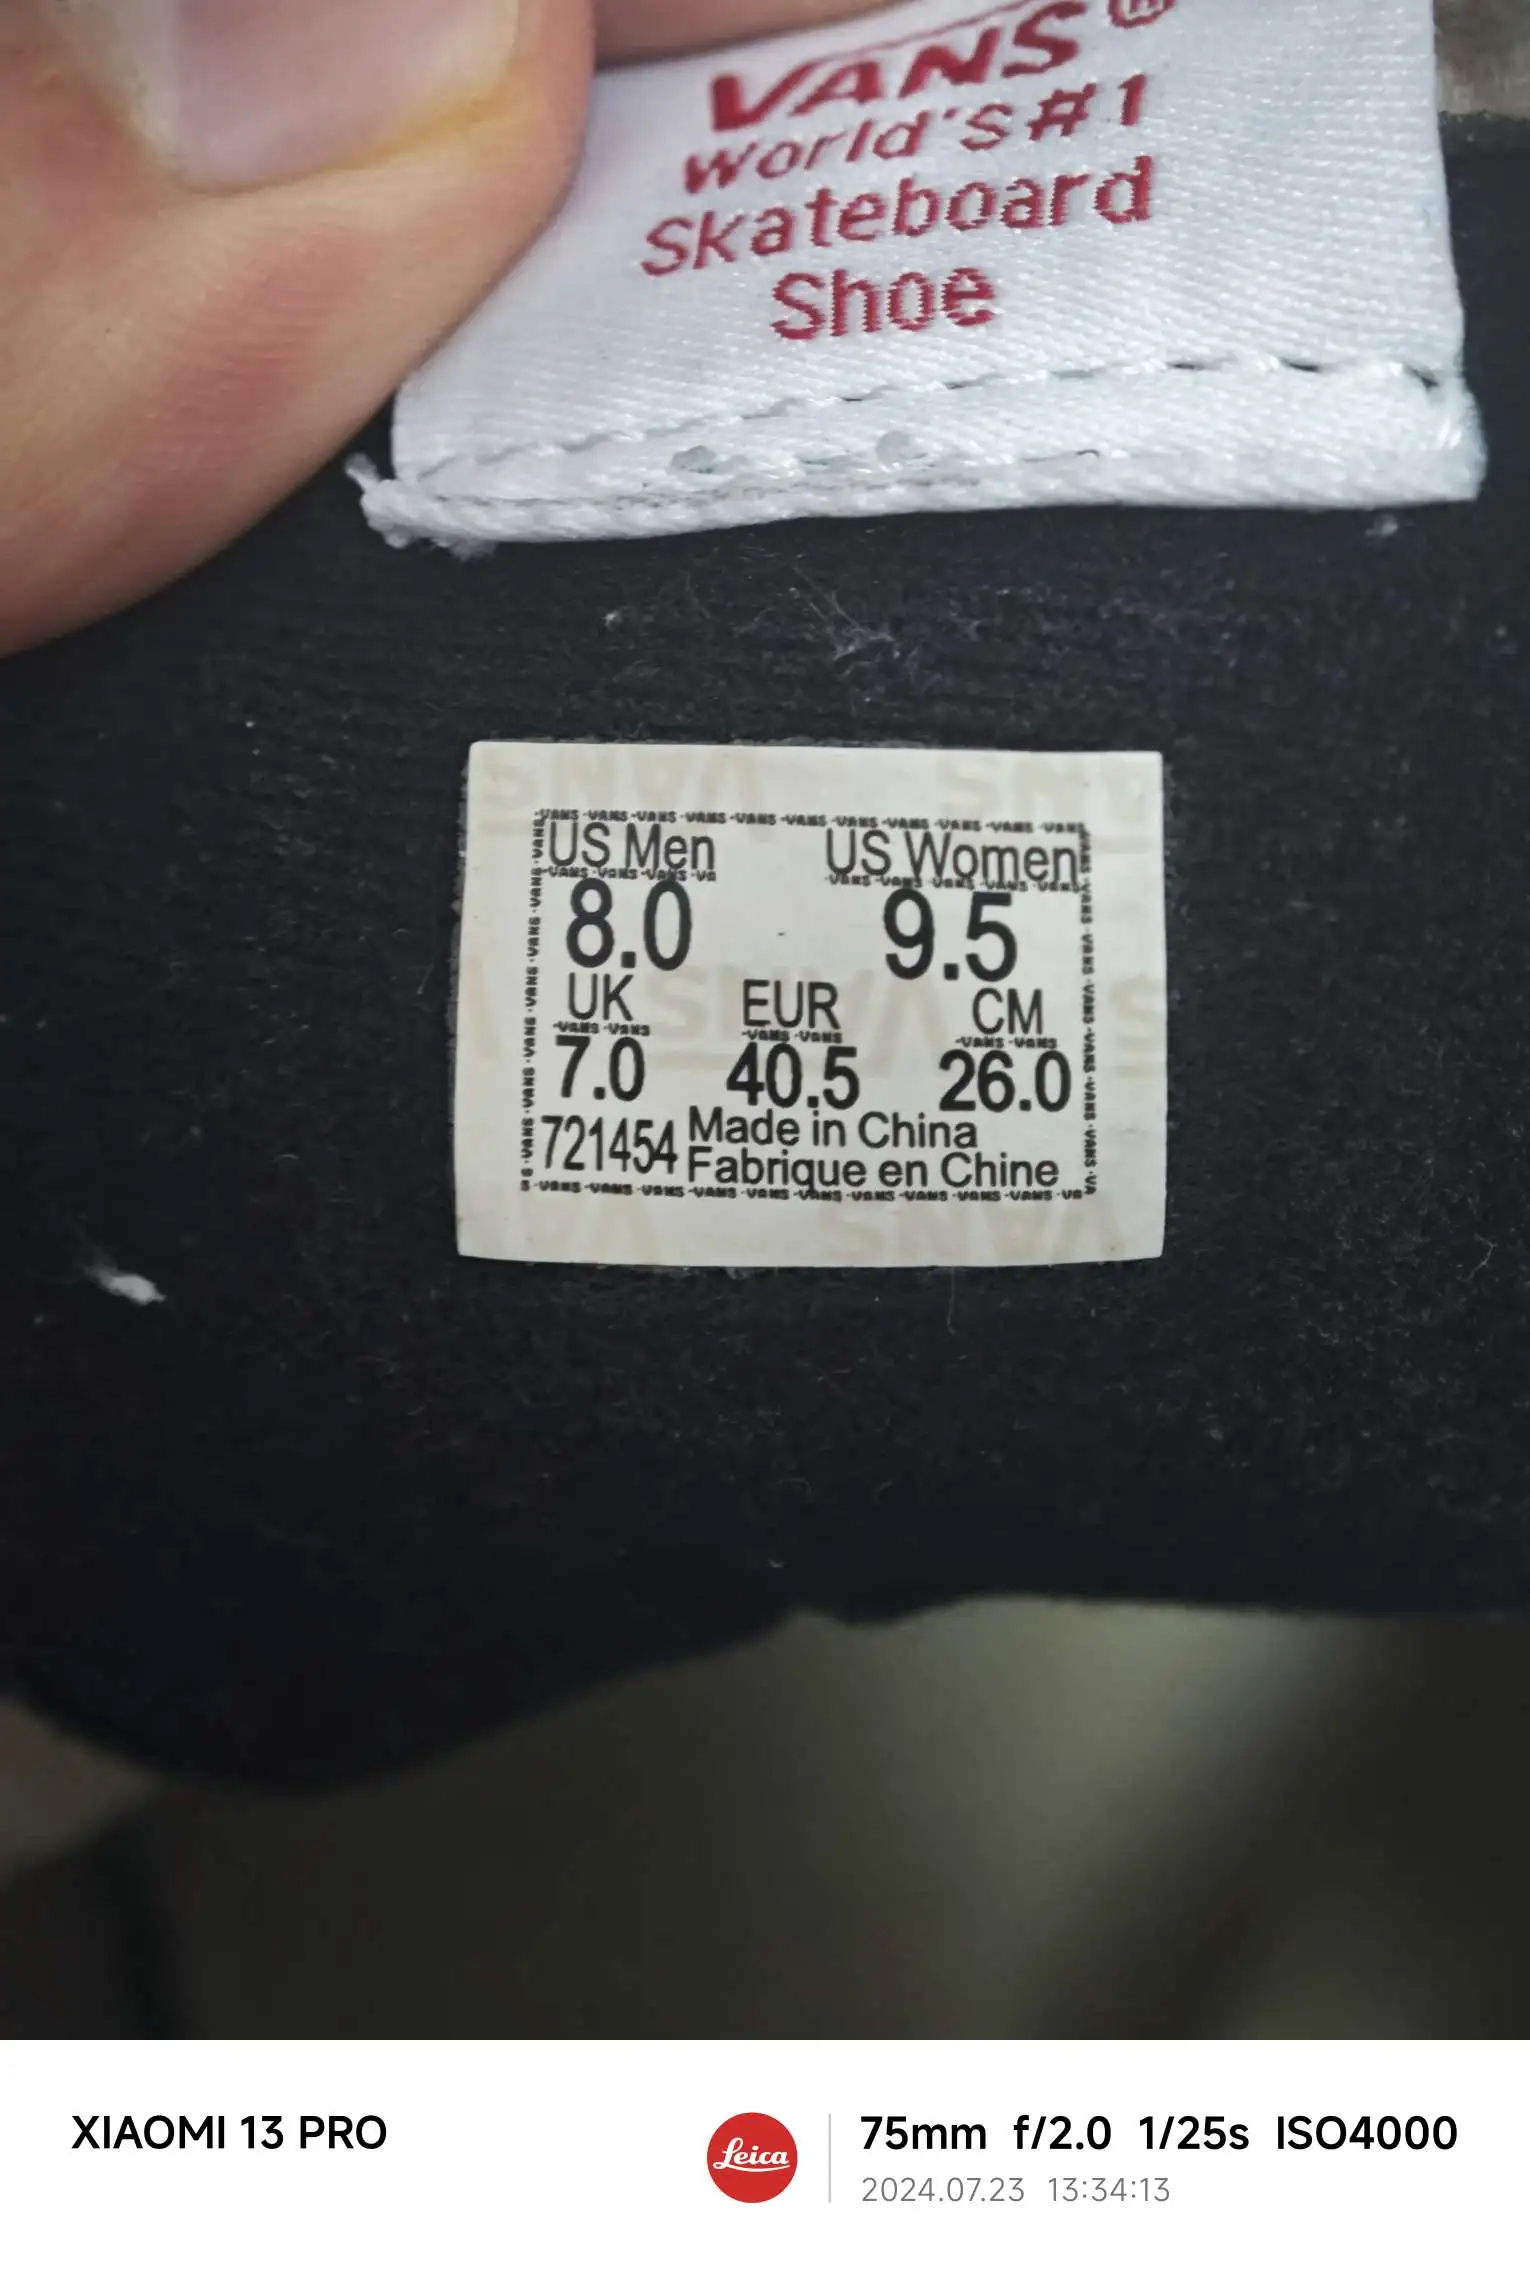 VANS®
World's #1
Skateboard
Shoe
US Men US Women
8.0 9.5
UK EUR CM
7.0 40.5 26.0
721454 Made in China
Fabrique en Chine
XIAOMI 13 PRO
Leica
75mm f/2.0 1/25s ISO4000
2024.07.23 13:34:13